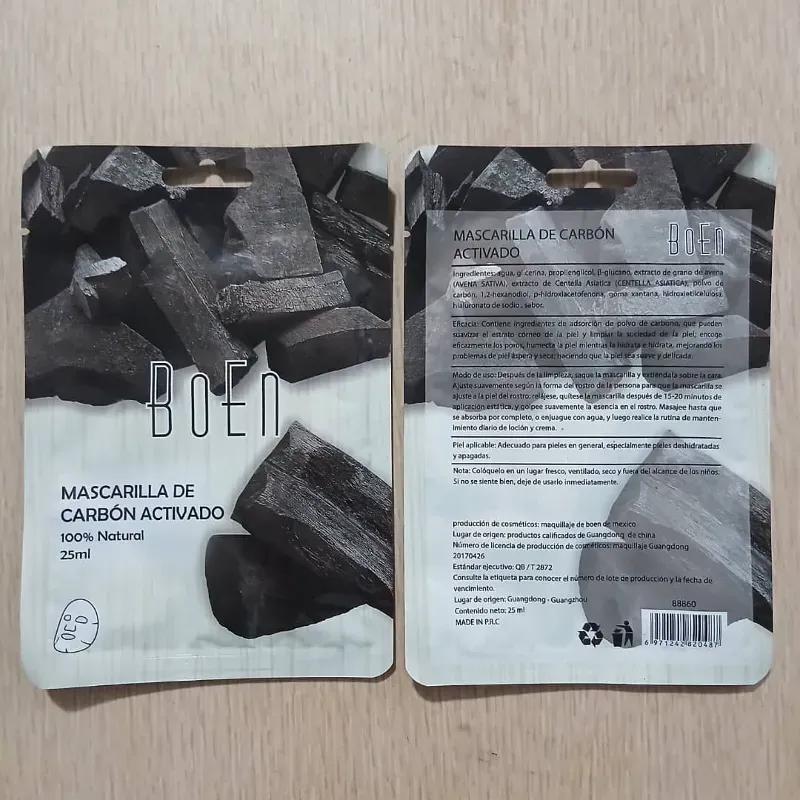 BOEN
MASCARILLA DE
CARBÓN ACTIVADO
100% Natural
25ml
MASCARILLA DE CARBÓN
ACTIVADO
BOEN
Ingredientes: agua, glicerina, propilenglicol, β-glucano, extracto de grano de avena
(AVENA SATIVA), extracto de Centella Asiatica (CENTELLA ASIATICA), polvo de
carbón, 1,2-hexanodiol, p-hidroxiacetofenona, goma xantana, hidroxietilcelulosa,
hialuronato de sodio, sabor.
Eficacia: Contiene ingredientes de adsorción de polvo de carbono, que pueden
suavizar el estrato córneo de la piel y limpiar la suciedad de la piel; encoge
eficazmente los poros, humecta la piel mientras la hidrata e hidrata, mejorando los
problemas de piel áspera y seca; haciendo que la piel sea suave y delicada.
Modo de uso: Después de la limpieza, saque la mascarilla y extiéndala sobre la cara.
Ajuste suavemente según la forma del rostro de la persona para que la mascarilla se
ajuste a la piel del rostro; relájese, quítese la mascarilla después de 15-20 minutos de
aplicación estática, y golpee suavemente la esencia en el rostro. Masajee hasta que
se absorba por completo, o enjuague con agua, y luego realice la rutina de manten-
imiento diario de loción y crema.
Piel aplicable: Adecuado para pieles en general, especialmente pieles deshidratadas
y apagadas.
Nota: Colóquelo en un lugar fresco, ventilado, seco y fuera del alcance de los niños.
Si no se siente bien, deje de usarlo inmediatamente.
producción de cosméticos: maquillaje de boen de mexico
Lugar de origen: productos calificados de Guangdong de china
Número de licencia de producción de cosméticos: maquillaje Guangdong
20170426
Estándar ejecutivo: QB / T 2872
Consulte la etiqueta para conocer el número de lote de producción y la fecha de
vencimiento.
Lugar de origen: Guangdong - Guangzhou
Contenido neto: 25 ml
MADE IN P.R.C
88860
6 971242 820487